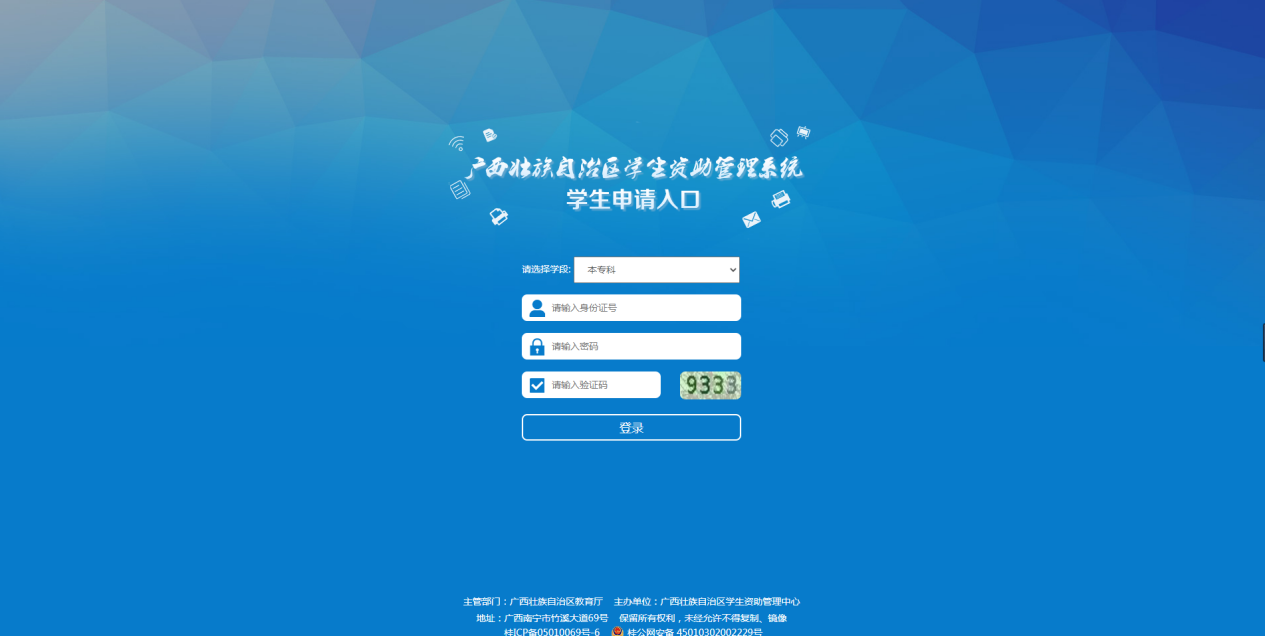 广西壮族自治区学生资助管理系统
学生申请入口
请选择学段: 本专科
请输入身份证号
请输入密码
请输入验证码 9333
登录
主管部门：广西壮族自治区教育厅 主办单位：广西壮族自治区学生资助管理中心
地址：广西南宁市竹溪大道69号 保留所有权利，未经允许不得复制、镜像
桂ICP备05010069号-6 桂公网安备 45010302002229号